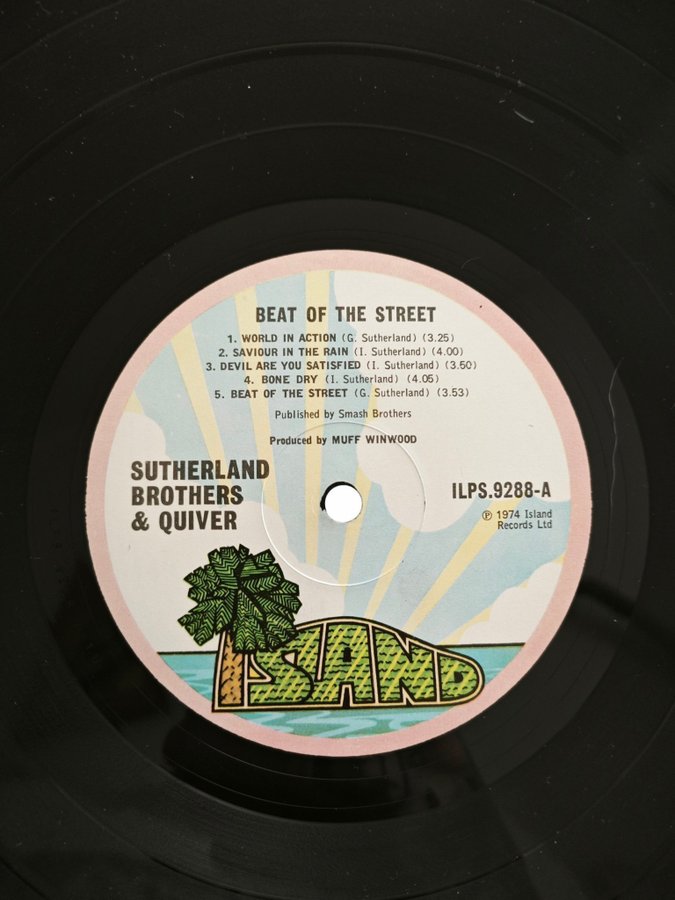 BEAT OF THE STREET
1. WORLD IN ACTION (G. Sutherland) (3.25)
2. SAVIOUR IN THE RAIN (I. Sutherland) (4.00)
3. DEVIL ARE YOU SATISFIED (I. Sutherland) (3.50)
4. BONE DRY (I. Sutherland) (4.05)
5. BEAT OF THE STREET (G. Sutherland) (3.53)
Published by Smash Brothers
Produced by MUFF WINWOOD
SUTHERLAND
BROTHERS
& QUIVER
ILPS.9288-A
℗ 1974 Island
Records Ltd
ISLAND